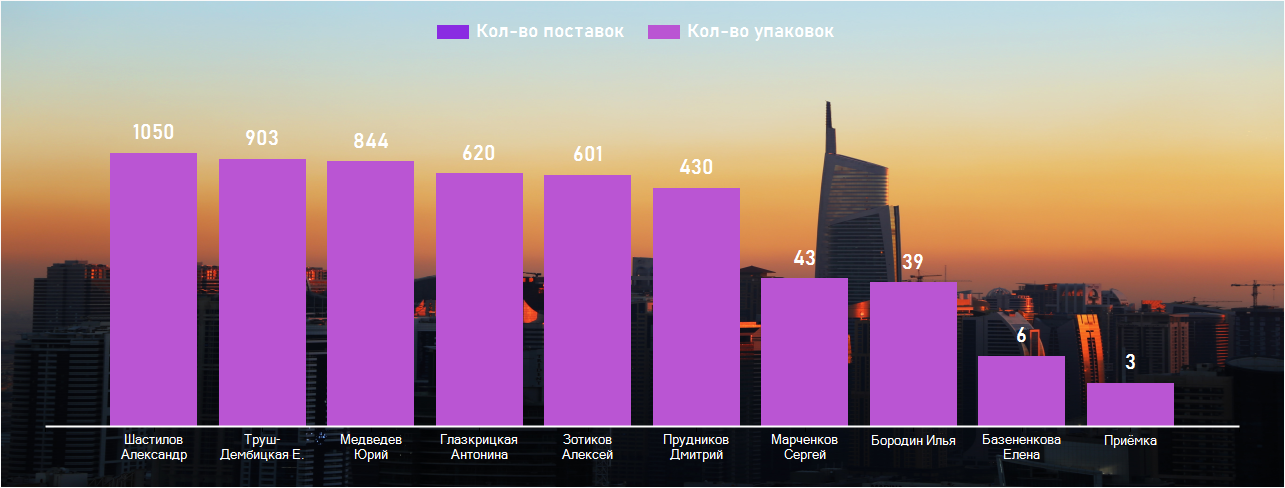 Кол-во поставок Кол-во упаковок
1050
903
844
620
601
430
43
39
6
3
Шастилов
Александр
Труш-
Дембицкая Е.
Медведев
Юрий
Глазкрицкая
Антонина
Зотиков
Алексей
Прудников
Дмитрий
Марченков
Сергей
Бородин Илья
Базененкова
Елена
Приёмка